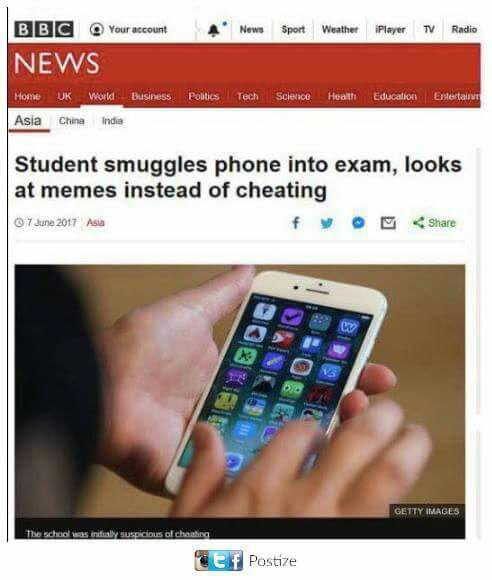 BBC Your account News Sport Weather iPlayer TV Radio
NEWS
Home UK World Business Politics Tech Science Health Education Entertainm
Asia China India
Student smuggles phone into exam, looks
at memes instead of cheating
7 June 2017 Asia Share
GETTY IMAGES
The school was initially suspicious of cheating
Postize